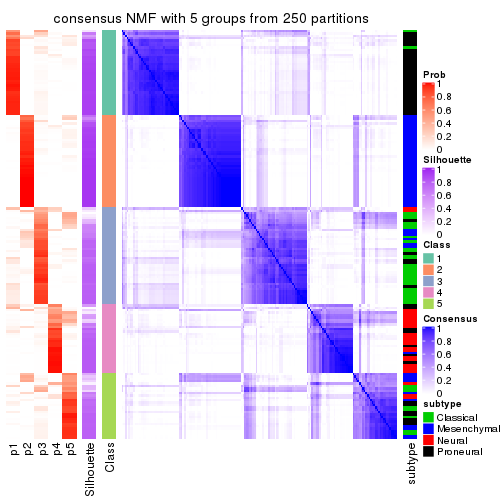 consensus NMF with 5 groups from 250 partitions
Prob
1
0.8
0.6
0.4
0.2
0
Silhouette
1
0.8
0.6
0.4
0.2
0
Class
1
2
3
4
5
Consensus
1
0.8
0.6
0.4
0.2
0
subtype
Classical
Mesenchymal
Neural
Proneural
p1
p2
p3
p4
p5
Silhouette
Class
subtype